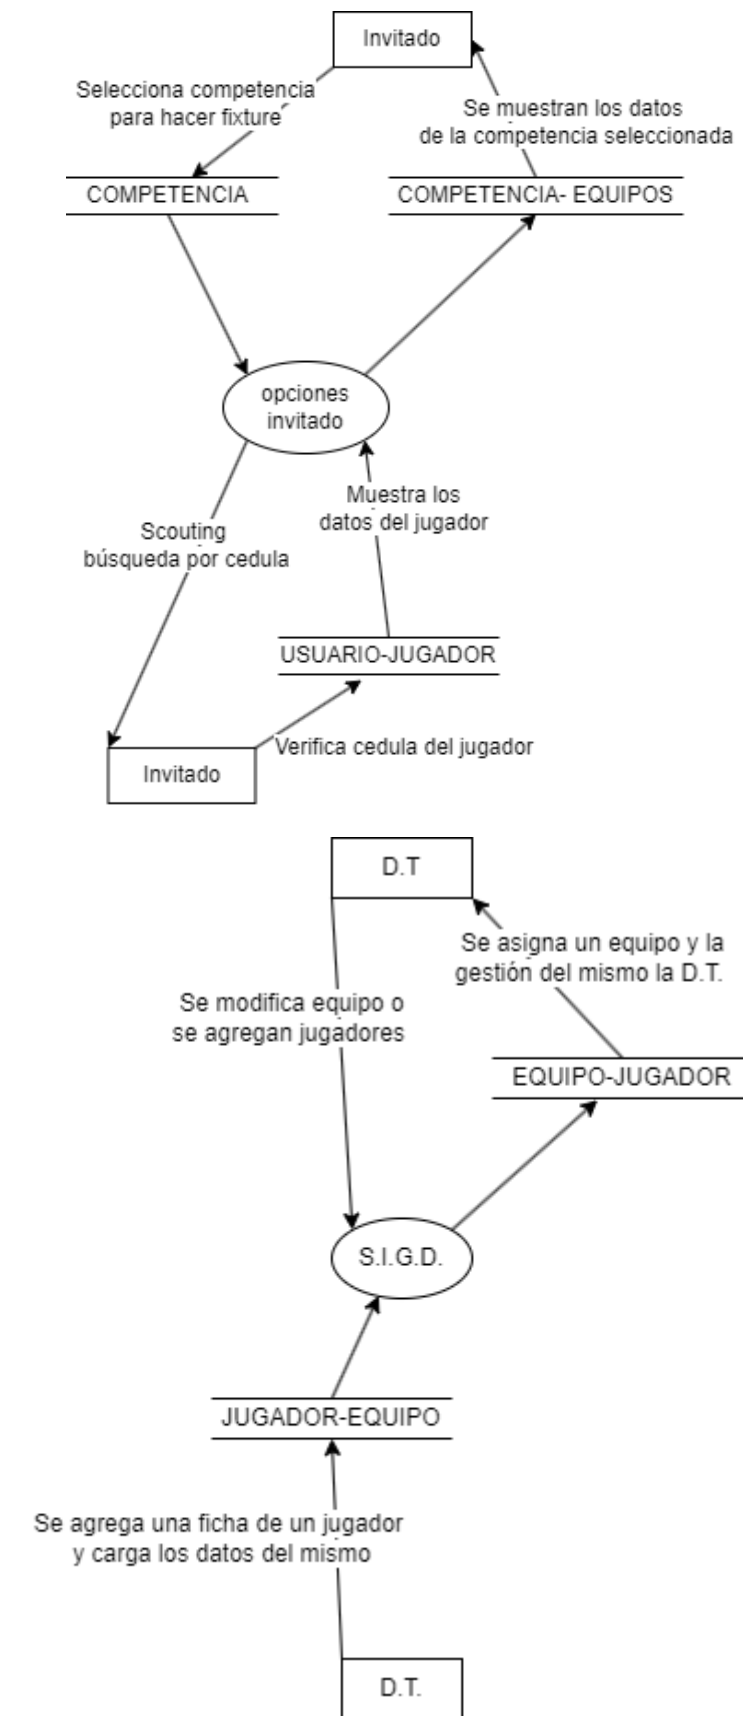 Invitado
Selecciona competencia
para hacer fixture
Se muestran los datos
de la competencia seleccionada
COMPETENCIA
COMPETENCIA- EQUIPOS
opciones
invitado
Muestra los
datos del jugador
Scouting
búsqueda por cedula
USUARIO-JUGADOR
Verifica cedula del jugador
Invitado
D.T
Se asigna un equipo y la
gestión del mismo la D.T.
Se modifica equipo o
se agregan jugadores
EQUIPO-JUGADOR
S.I.G.D.
JUGADOR-EQUIPO
Se agrega una ficha de un jugador
y carga los datos del mismo
D.T.